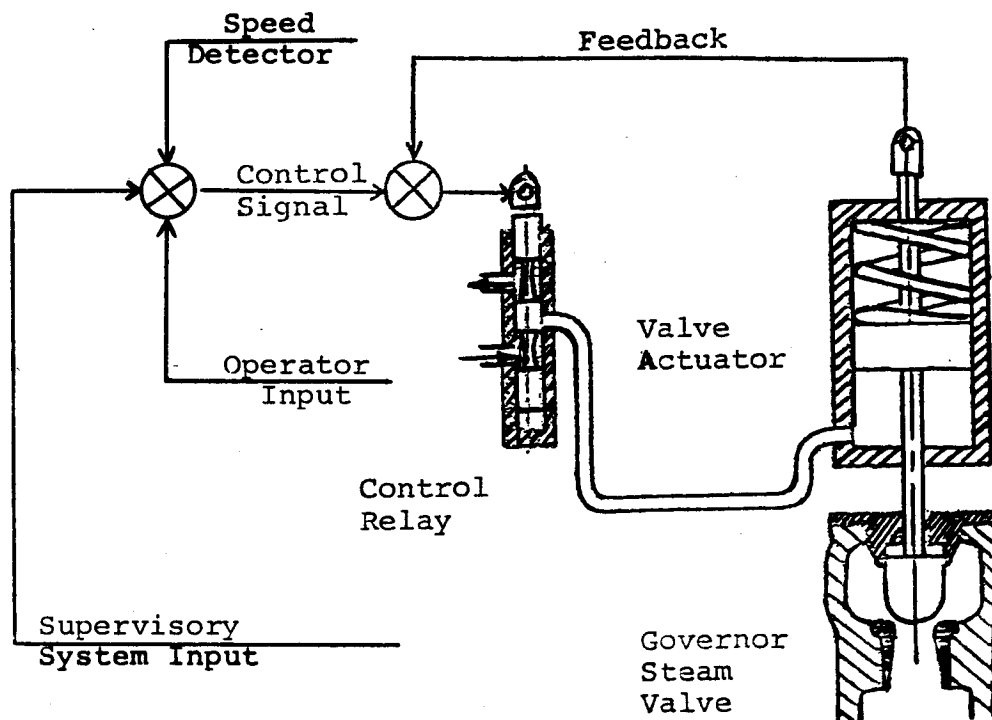 Speed
Detector
Feedback
Control
Signal
Valve
Actuator
Operator
Input
Control
Relay
Supervisory
System Input
Governor
Steam
Valve